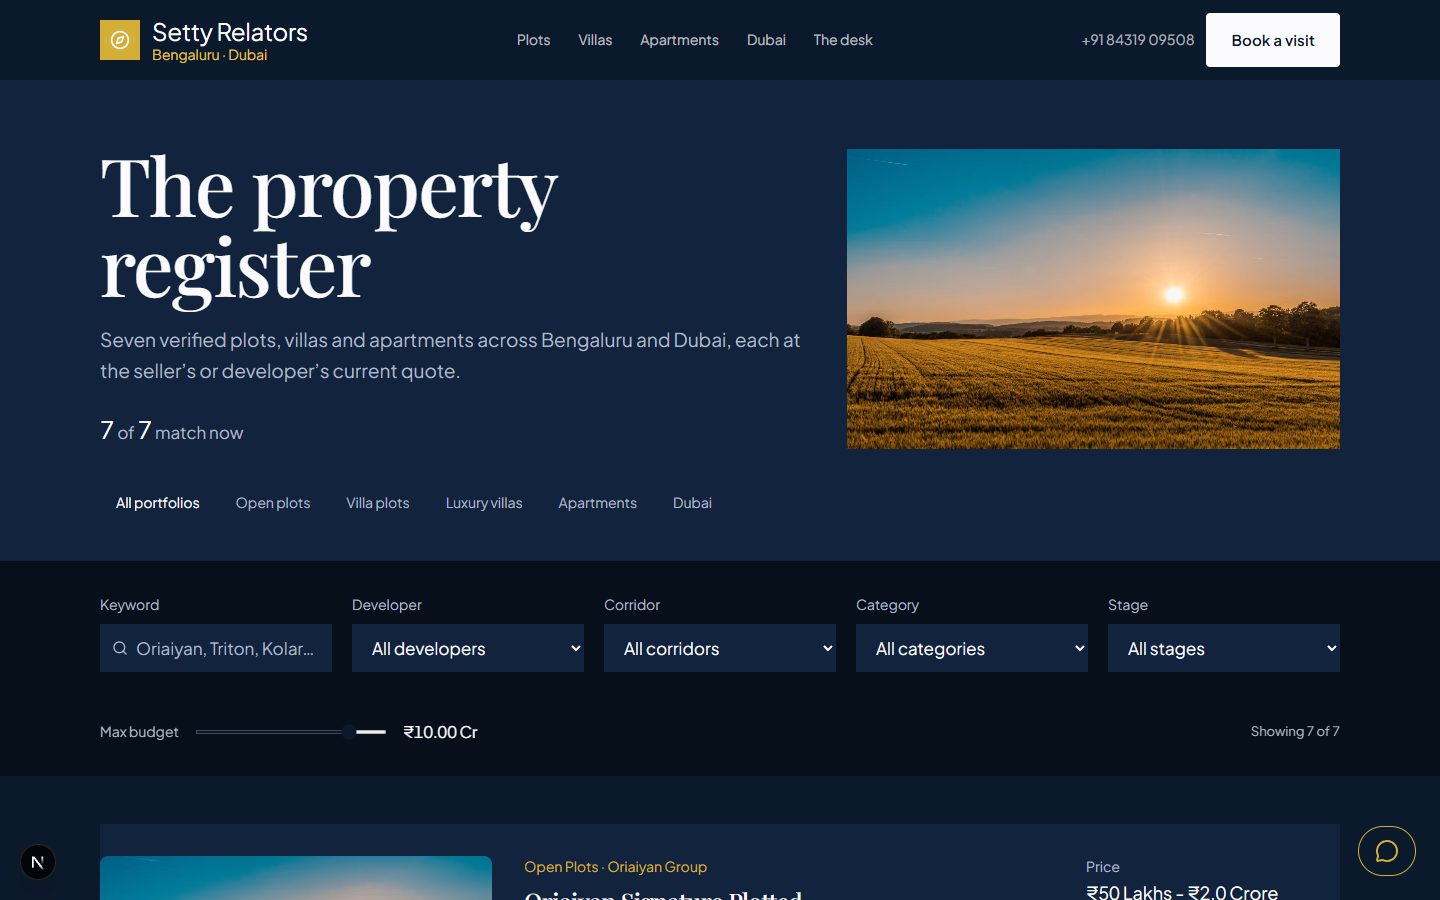 Setty Relators
Bengaluru · Dubai
Plots
Villas
Apartments
Dubai
The desk
+91 84319 09508
Book a visit
The property
register
Seven verified plots, villas and apartments across Bengaluru and Dubai, each at
the seller’s or developer’s current quote.
7 of 7 match now
All portfolios
Open plots
Villa plots
Luxury villas
Apartments
Dubai
Keyword
Developer
Corridor
Category
Stage
Oriaiyan, Triton, Kolar...
All developers
All corridors
All categories
All stages
Max budget
₹10.00 Cr
Showing 7 of 7
N
Open Plots · Oriaiyan Group
Price
Oriaiyan Signature Plotted
₹50 Lakhs - ₹2.0 Crore